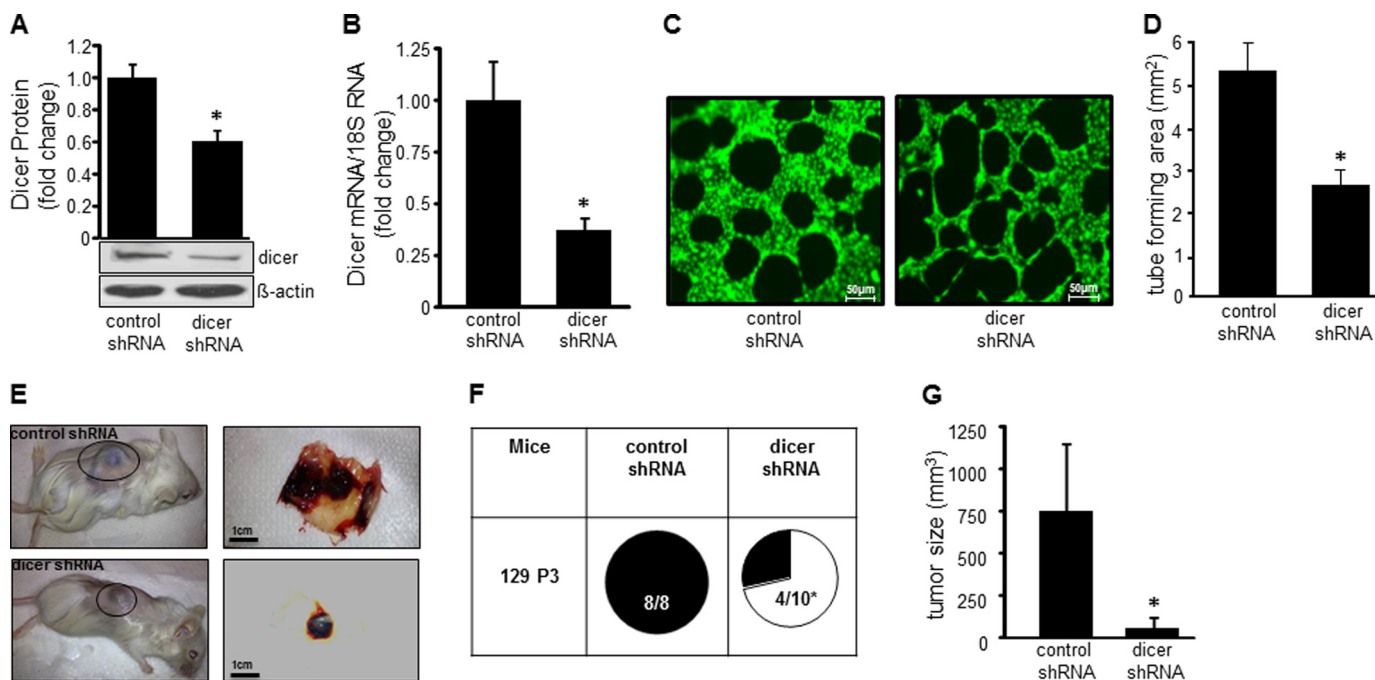 A
Dicer Protein
(fold change)
1.2
1.0
0.8
0.6
0.4
0.2
0
*
dicer
ß-actin
control
shRNA
dicer
shRNA
B
Dicer mRNA/18S RNA
(fold change)
1.25
1.00
0.75
0.50
0.25
0
*
control
shRNA
dicer
shRNA
C
50µm
50µm
control
shRNA
dicer
shRNA
D
tube forming area (mm²)
6
5
3
2
1
0
*
control
shRNA
dicer
shRNA
E
control shRNA
1cm
dicer shRNA
1cm
F
Mice
control
shRNA
dicer
shRNA
129 P3
8/8
4/10*
G
tumor size (mm³)
1250
1000
750
500
250
0
*
control
shRNA
dicer
shRNA